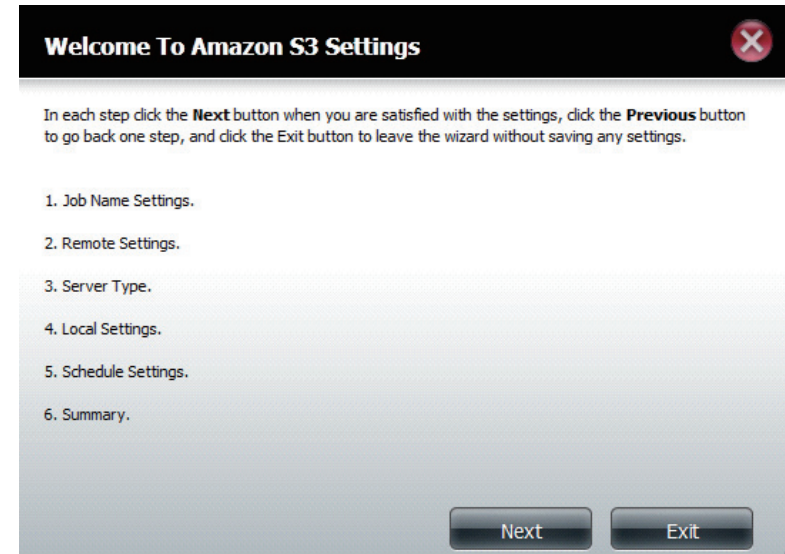 Welcome To Amazon S3 Settings
In each step click the Next button when you are satisfied with the settings, click the Previous button
to go back one step, and click the Exit button to leave the wizard without saving any settings.
1. Job Name Settings.
2. Remote Settings.
3. Server Type.
4. Local Settings.
5. Schedule Settings.
6. Summary.
Next
Exit